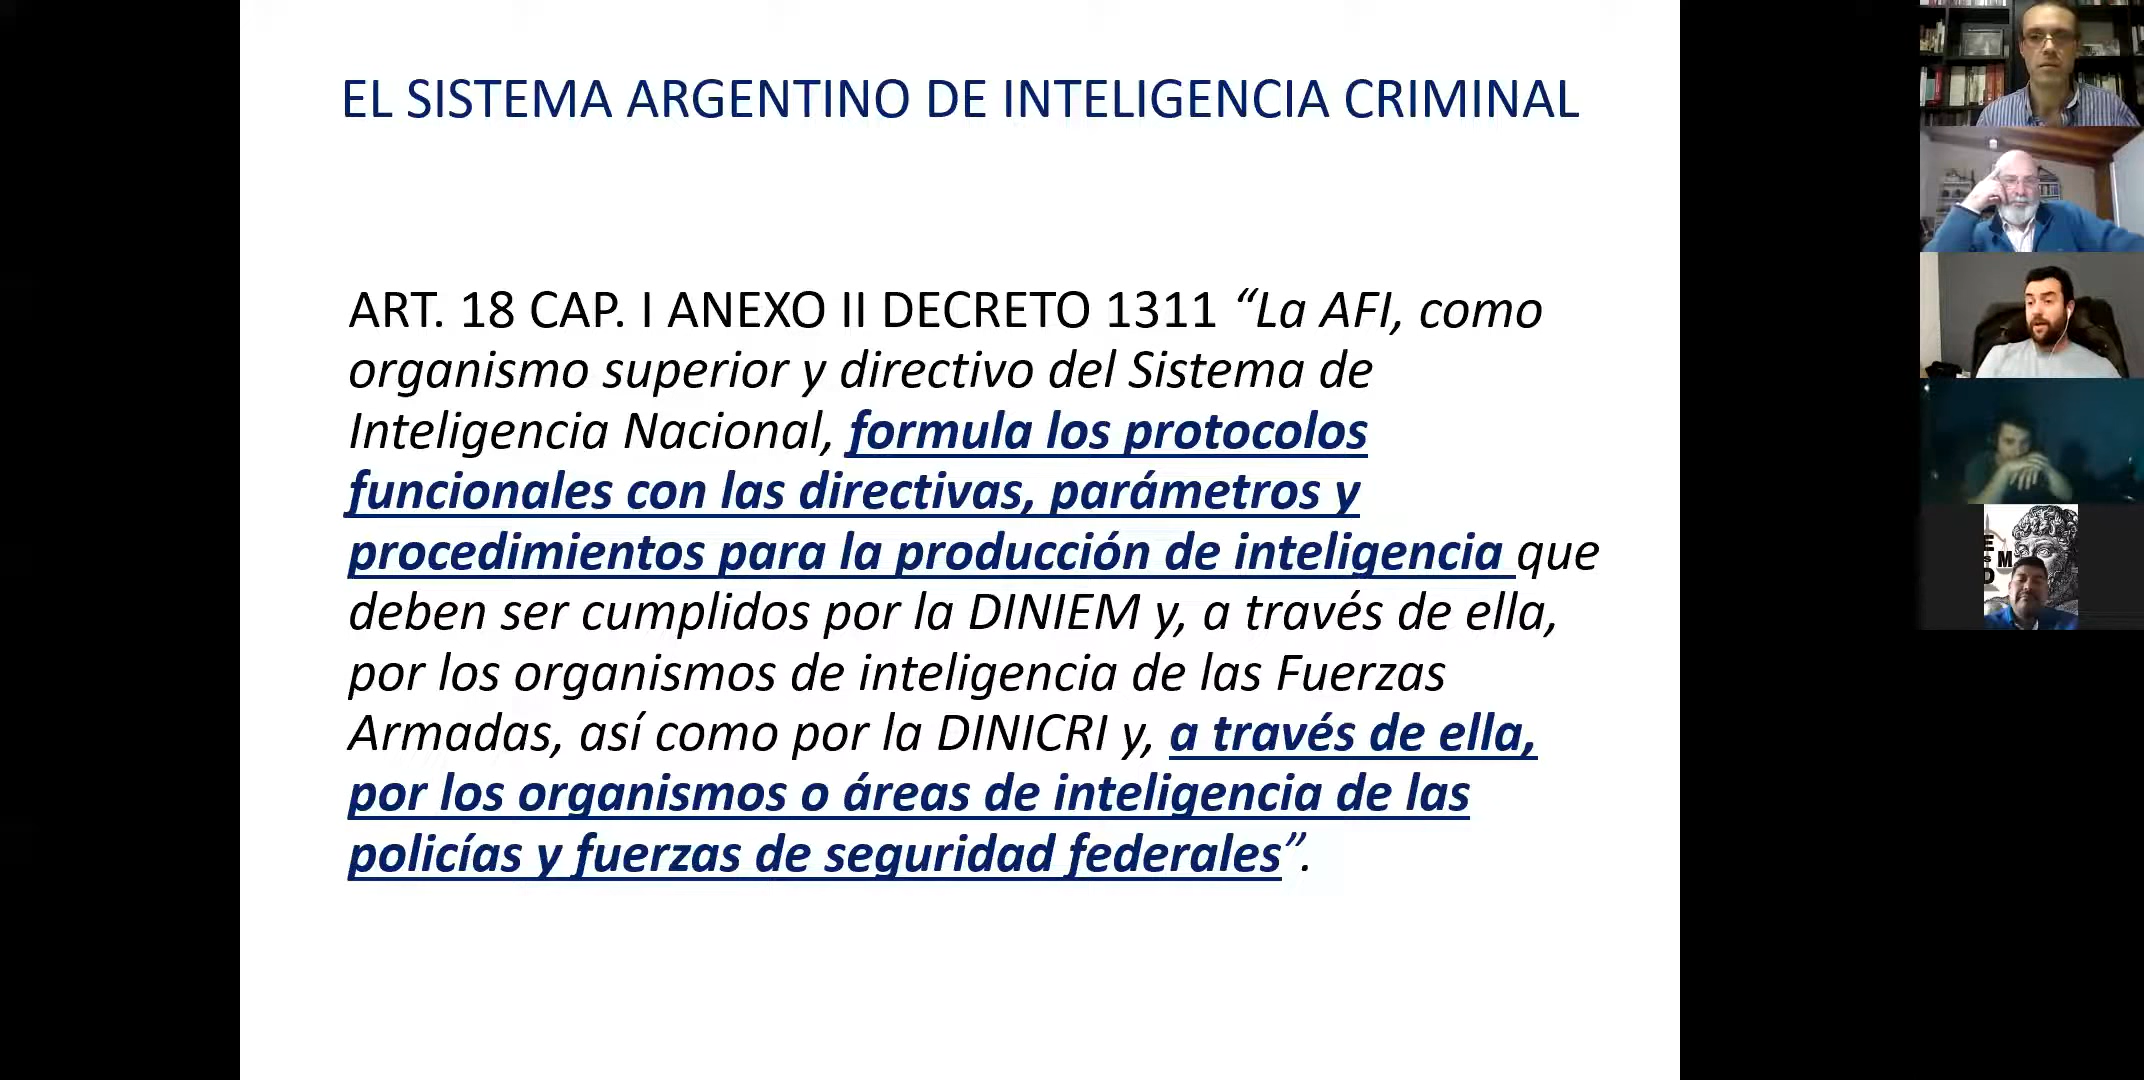 EL SISTEMA ARGENTINO DE INTELIGENCIA CRIMINAL
ART. 18 CAP. I ANEXO II DECRETO 1311 “La AFI, como
organismo superior y directivo del Sistema de
Inteligencia Nacional, formula los protocolos
funcionales con las directivas, parámetros y
procedimientos para la producción de inteligencia que
deben ser cumplidos por la DINIEM y, a través de ella,
por los organismos de inteligencia de las Fuerzas
Armadas, así como por la DINICRI y, a través de ella,
por los organismos o áreas de inteligencia de las
policías y fuerzas de seguridad federales”.